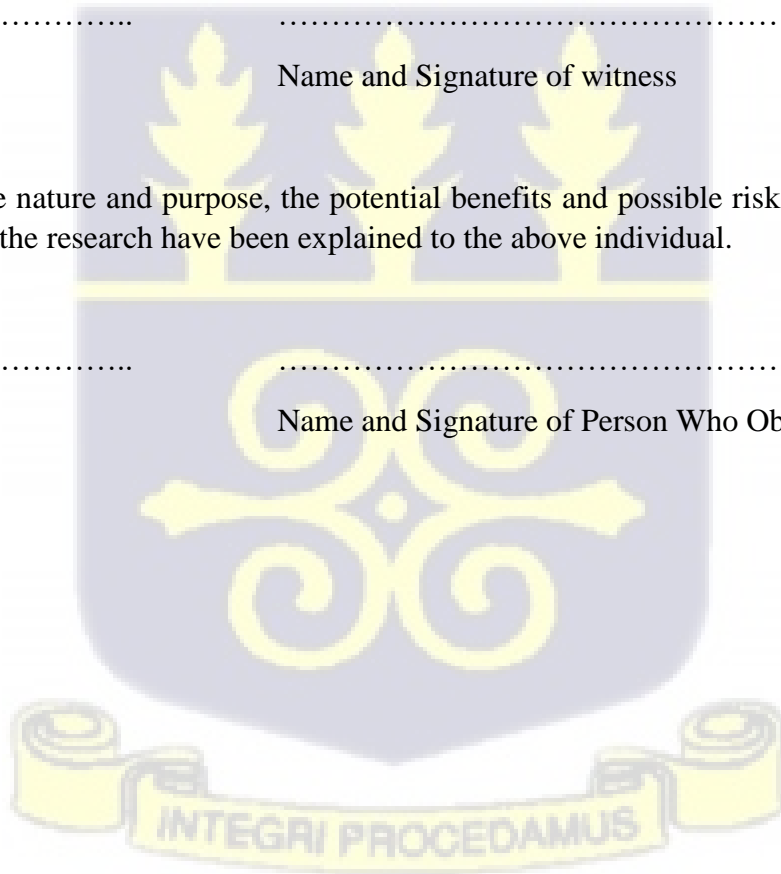 …………..   ……………………………………………
Name and Signature of witness
nature and purpose, the potential benefits and possible risk
the research have been explained to the above individual.
…………..   ……………………………………………
Name and Signature of Person Who Ob
INTEGRI PROCEDAMUS